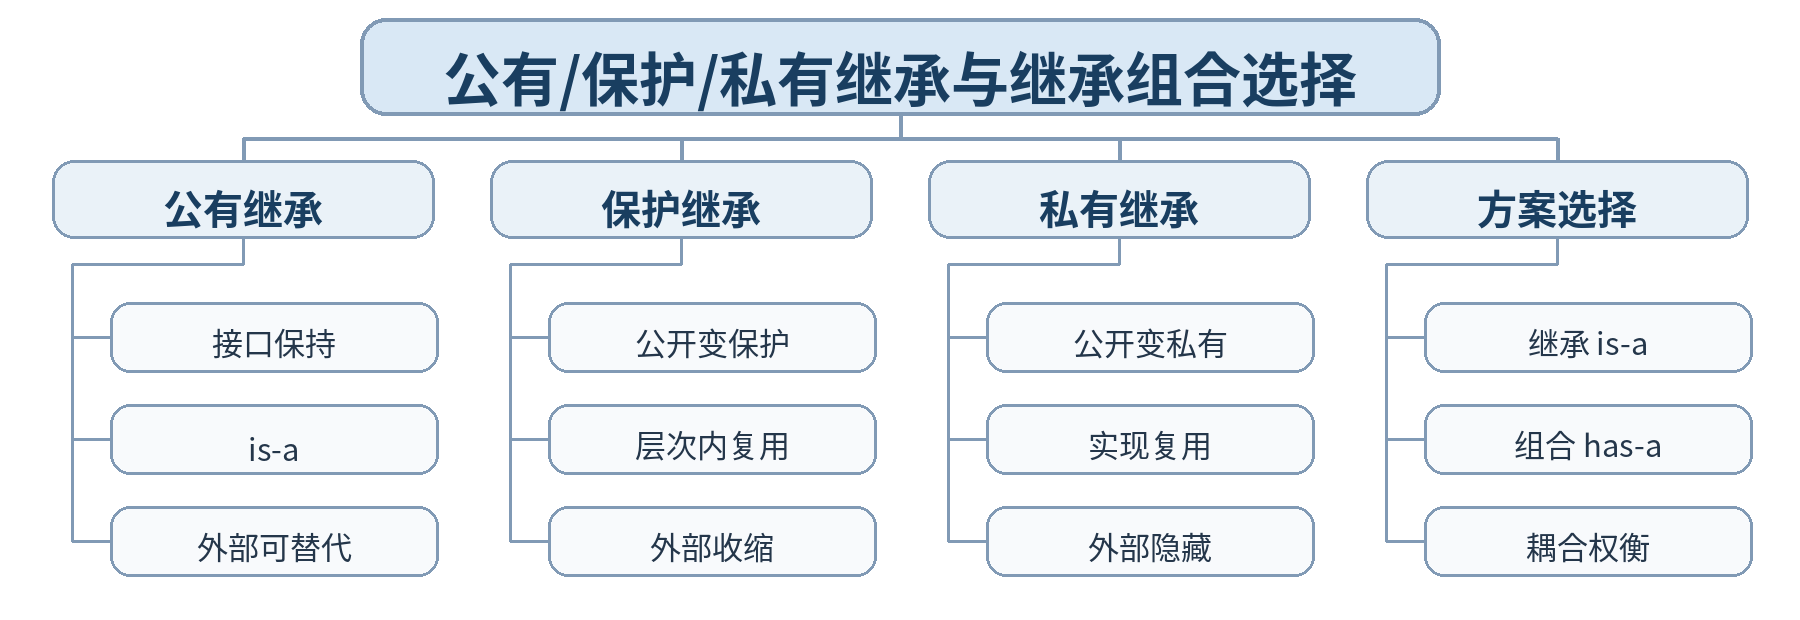 公有/保护/私有继承与继承组合选择
公有继承
接口保持
is-a
外部可替代
保护继承
公开变保护
层次内复用
外部收缩
私有继承
公开变私有
实现复用
外部隐藏
方案选择
继承 is-a
组合 has-a
耦合权衡